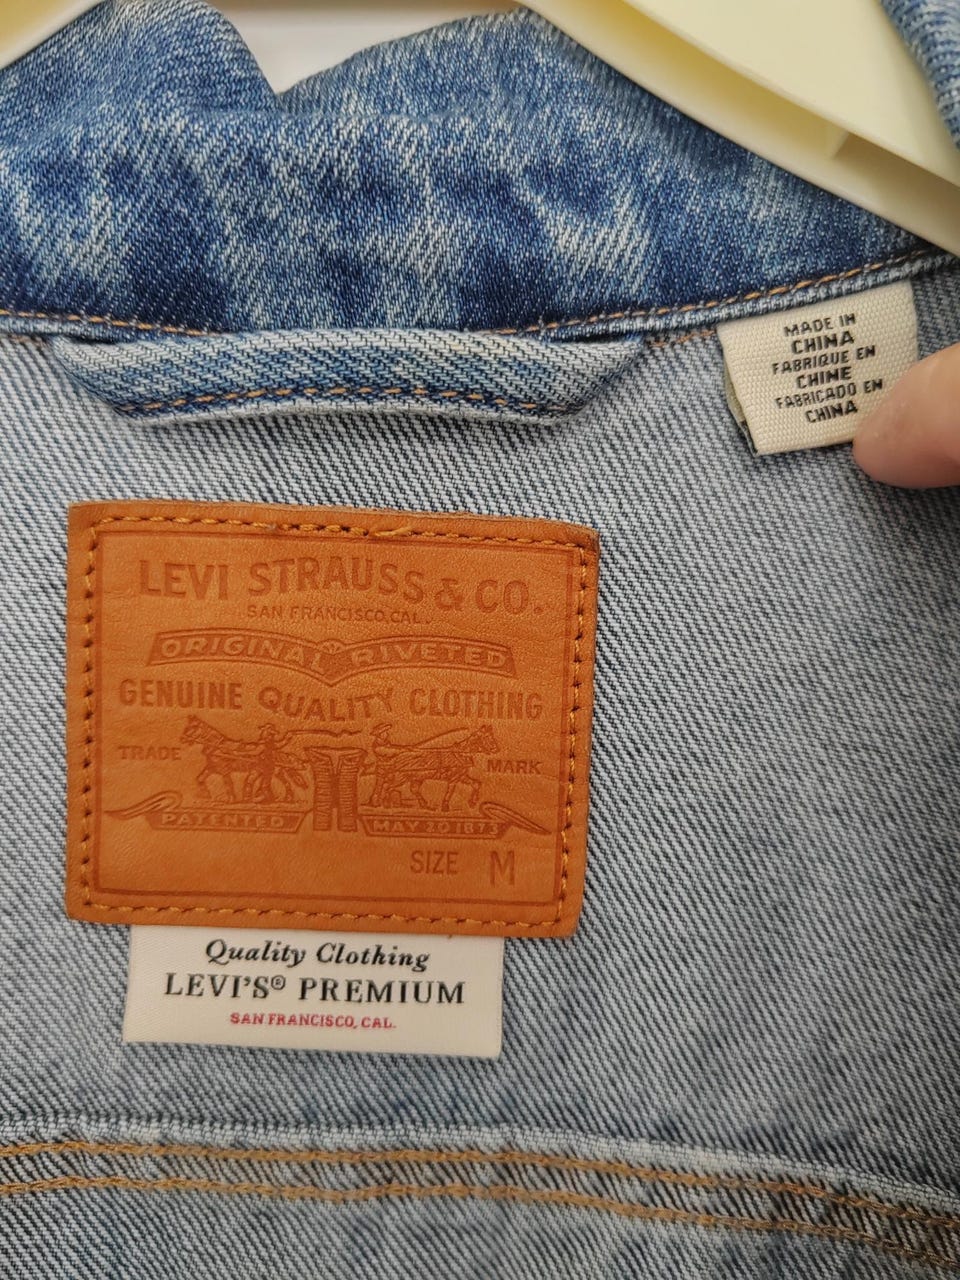 MADE IN
CHINA
FABRIQUE EN
CHINE
FABRICADO EN
CHINA
LEVI STRAUSS & CO.
SAN FRANCISCO, CAL.
ORIGINAL RIVETED
GENUINE QUALITY CLOTHING
TRADE MARK
PATENTED MAY 20 1873
SIZE M
Quality Clothing
LEVI'S® PREMIUM
SAN FRANCISCO, CAL.